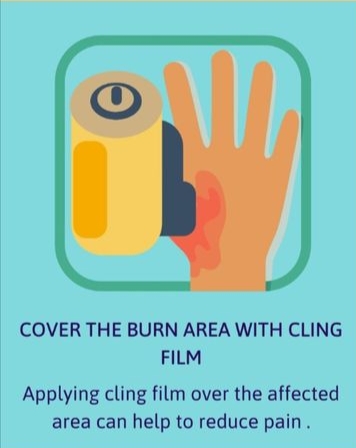 COVER THE BURN AREA WITH CLING
FILM
Applying cling film over the affected
area can help to reduce pain .